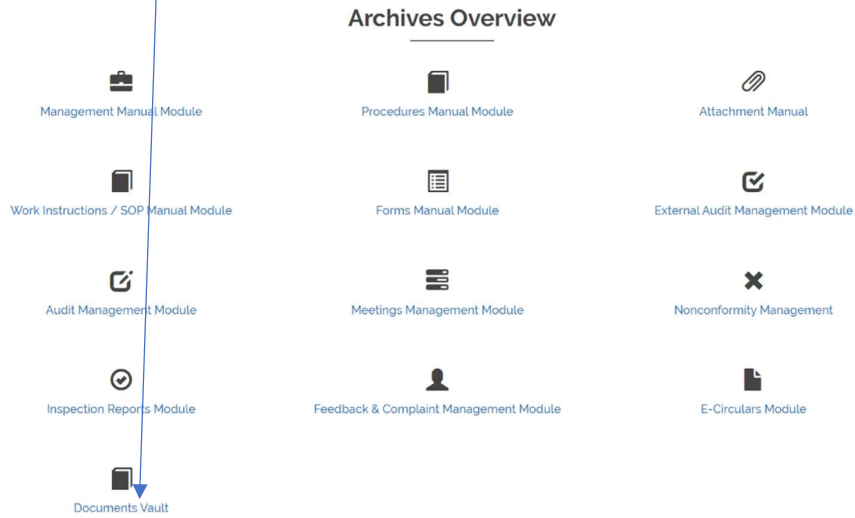 Archives Overview
Management Manual Module
Procedures Manual Module
Attachment Manual
Work Instructions / SOP Manual Module
Forms Manual Module
External Audit Management Module
Audit Management Module
Meetings Management Module
Nonconformity Management
Inspection Reports Module
Feedback & Complaint Management Module
E-Circulars Module
Documents Vault